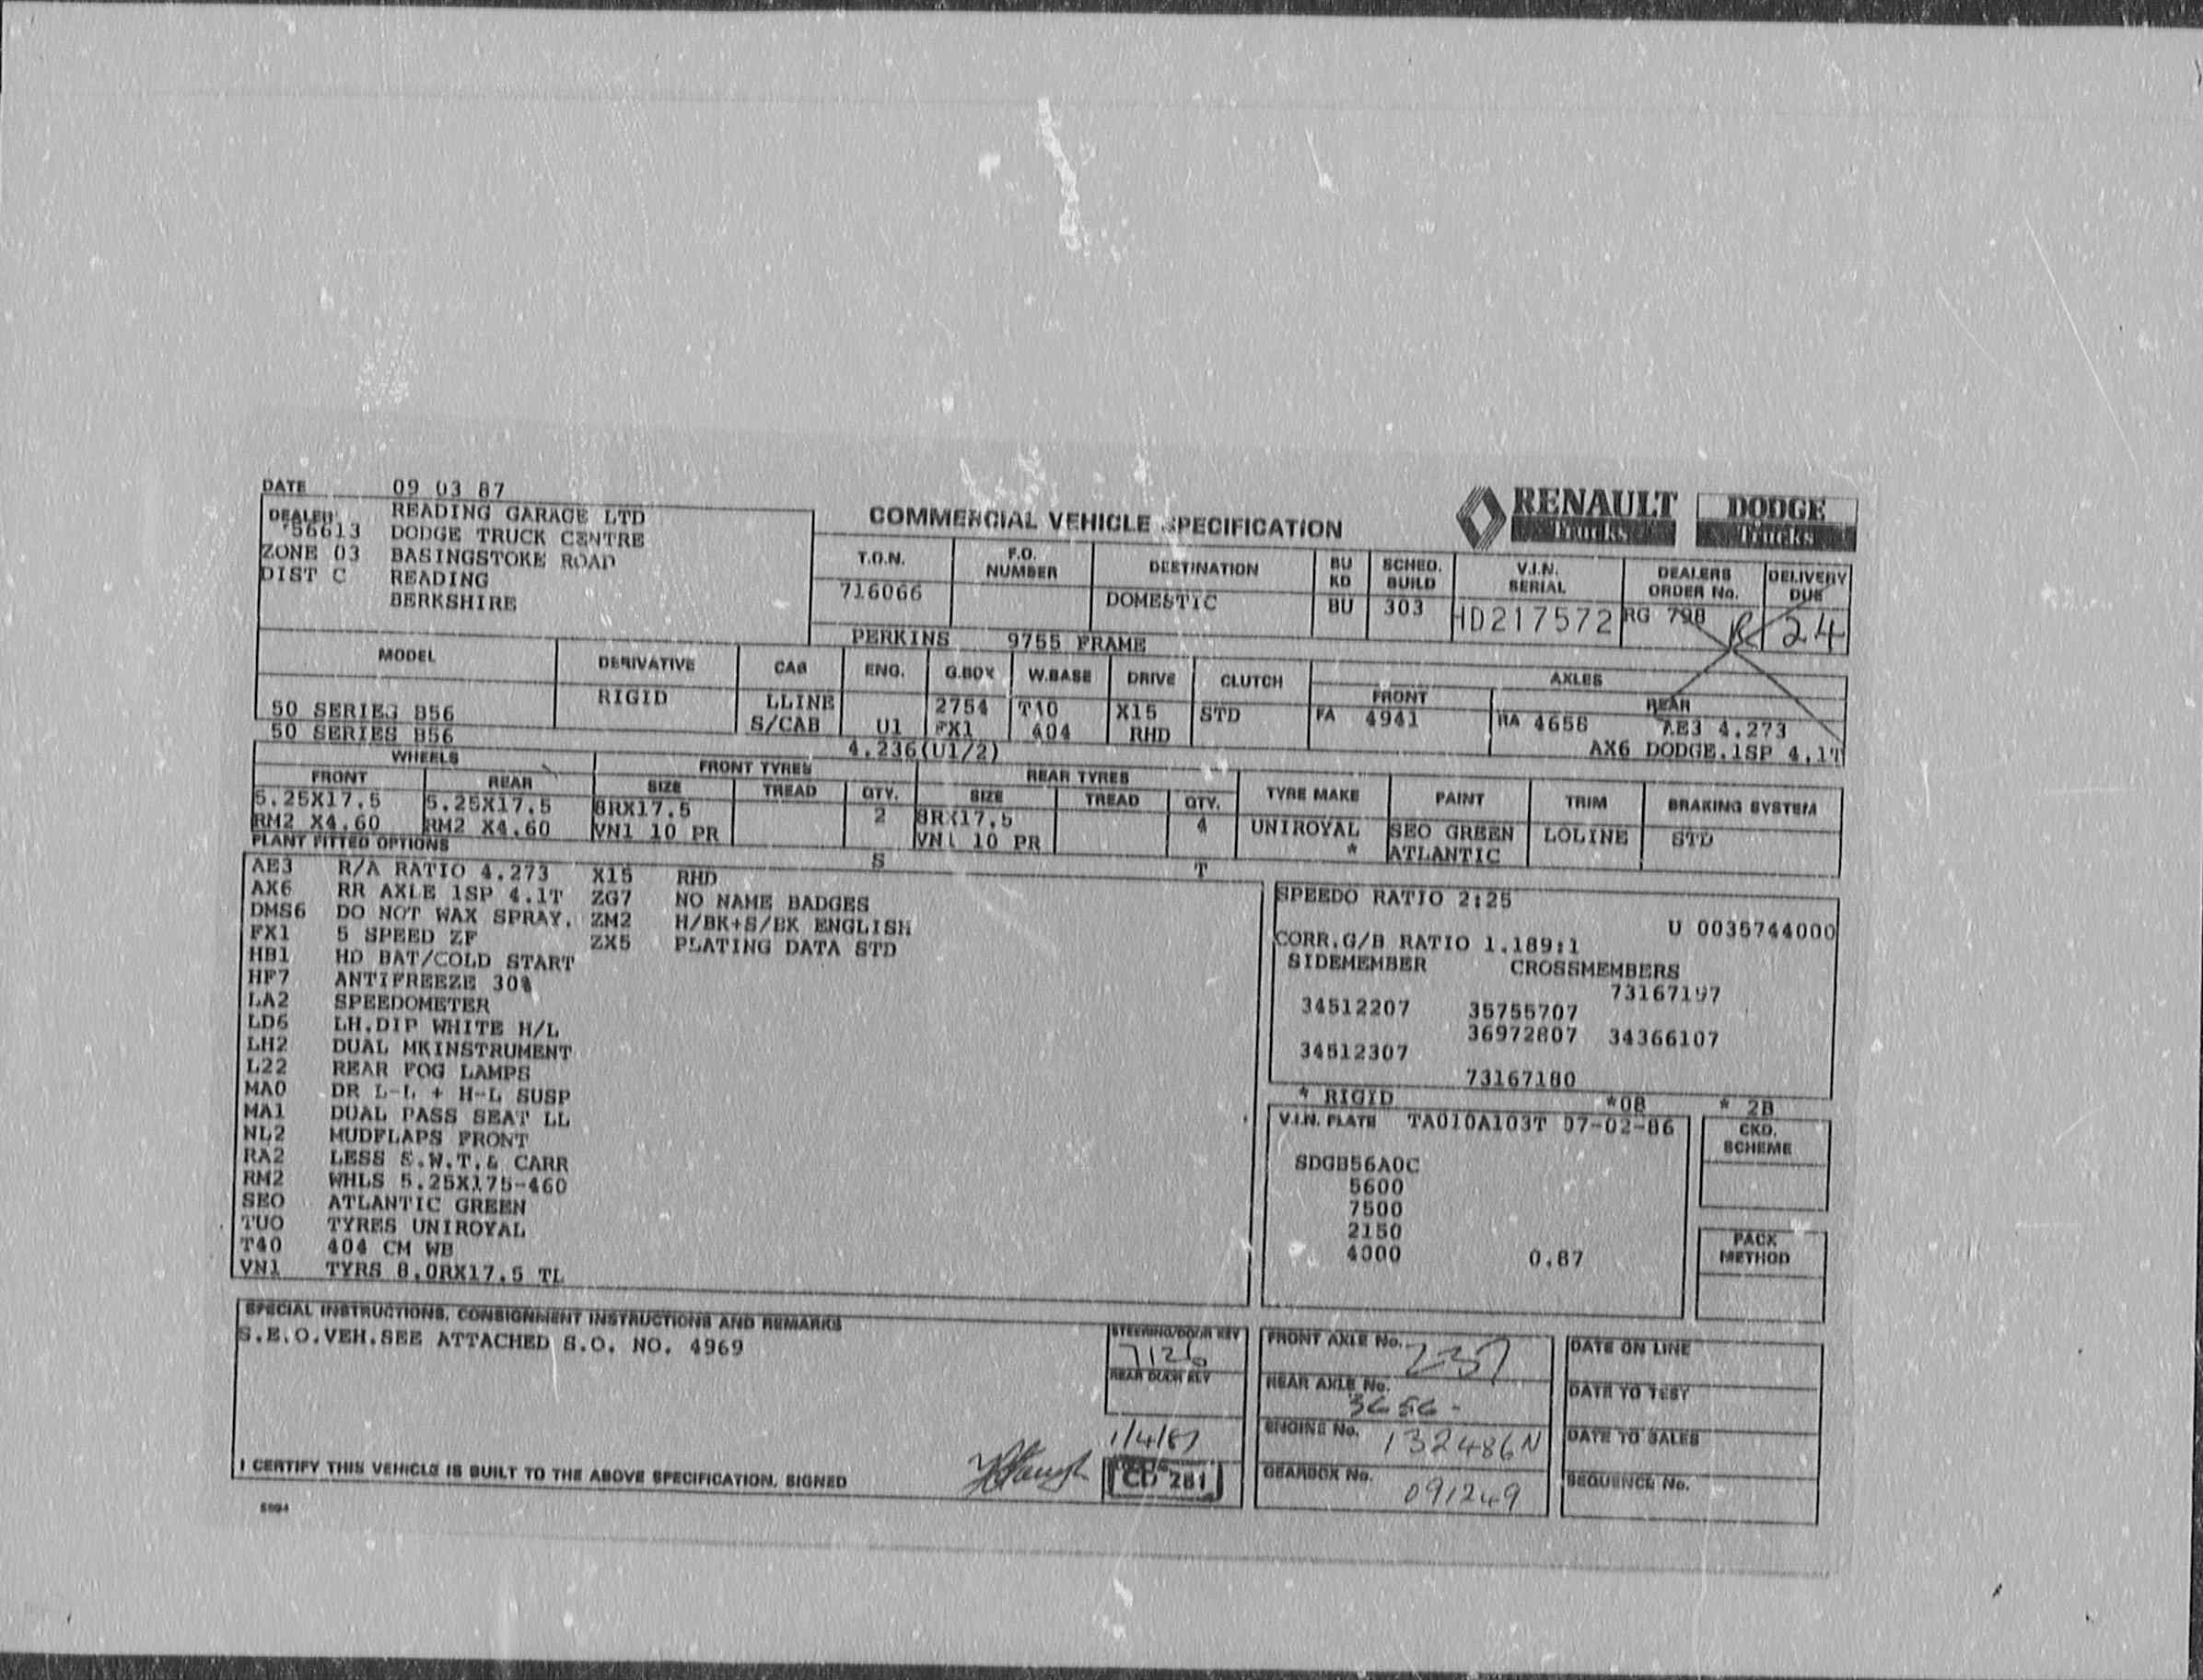 DATE 09 03 87
DEALER READING GARAGE LTD
56613 DODGE TRUCK CENTRE
ZONE 03 BASINGSTOKE ROAD
DIST C READING
BERKSHIRE
COMMERCIAL VEHICLE SPECIFICATION
RENAULT Trucks DODGE Trucks
T.O.N. F.O. NUMBER DESTINATION BU KD SCHED. BUILD V.I.N. SERIAL DEALERS ORDER No. DELIVERY DUE
716066 DOMESTIC BU 303 HD217572 RG 798 R 24
PERKINS 9755 FRAME
MODEL DERIVATIVE CAB ENG. G.BOX W.BASE DRIVE CLUTCH AXLES
FRONT REAR
50 SERIES B56 RIGID LLINE 2754 T40 X15 STD FA 4941 RA 4658 AE3 4.273
50 SERIES B56 S/CAB U1 FX1 404 RHD AX6 DODGE.1SP 4.1T
4.236(U1/2)
WHEELS FRONT TYRES REAR TYRES
FRONT REAR SIZE TREAD QTY. SIZE TREAD QTY. TYRE MAKE PAINT TRIM BRAKING SYSTEM
5.25X17.5 5.25X17.5 8RX17.5 2 8RX17.5 4 UNIROYAL SEO GREEN LOLINE STD
RM2 X4.60 RM2 X4.60 VN1 10 PR VN1 10 PR * ATLANTIC
PLANT FITTED OPTIONS S T
AE3 R/A RATIO 4.273 X15 RHD
AX6 RR AXLE 1SP 4.1T ZG7 NO NAME BADGES
DMS6 DO NOT WAX SPRAY. ZM2 H/BK+S/BK ENGLISH
FX1 5 SPEED ZF ZX5 PLATING DATA STD
HB1 HD BAT/COLD START
HF7 ANTIFREEZE 30%
LA2 SPEEDOMETER
LD6 LH.DIP WHITE H/L
LH2 DUAL MKINSTRUMENT
L22 REAR FOG LAMPS
MA0 DR L-L + H-L SUSP
MA1 DUAL PASS SEAT LL
NL2 MUDFLAPS FRONT
RA2 LESS S.W.T.& CARR
RM2 WHLS 5.25X175-460
SEO ATLANTIC GREEN
TUO TYRES UNIROYAL
T40 404 CM WB
VN1 TYRS 8.0RX17.5 TL
SPEEDO RATIO 2:25
U 0035744000
CORR.G/B RATIO 1.189:1
SIDEMEMBER CROSSMEMBERS
73167197
34512207 35755707
36972807 34366107
34512307
73167180
* RIGID *08 * 2B
V.I.N. PLATE TA010A103T 07-02-86
SDGB56A0C
5600
7500
2150
4000 0.87
CKD. SCHEME
PACK METHOD
SPECIAL INSTRUCTIONS, CONSIGNMENT INSTRUCTIONS AND REMARKS
S.E.O.VEH.SEE ATTACHED S.O. NO. 4969
STEERING/DOOR KEY
7126
REAR DOOR KEY
1/4/87
CD 281
I CERTIFY THIS VEHICLE IS BUILT TO THE ABOVE SPECIFICATION. SIGNED
FRONT AXLE No. 237
REAR AXLE No.
3656-
ENGINE No. 132486N
GEARBOX No. 091249
DATE ON LINE
DATE TO TEST
DATE TO SALES
SEQUENCE No.